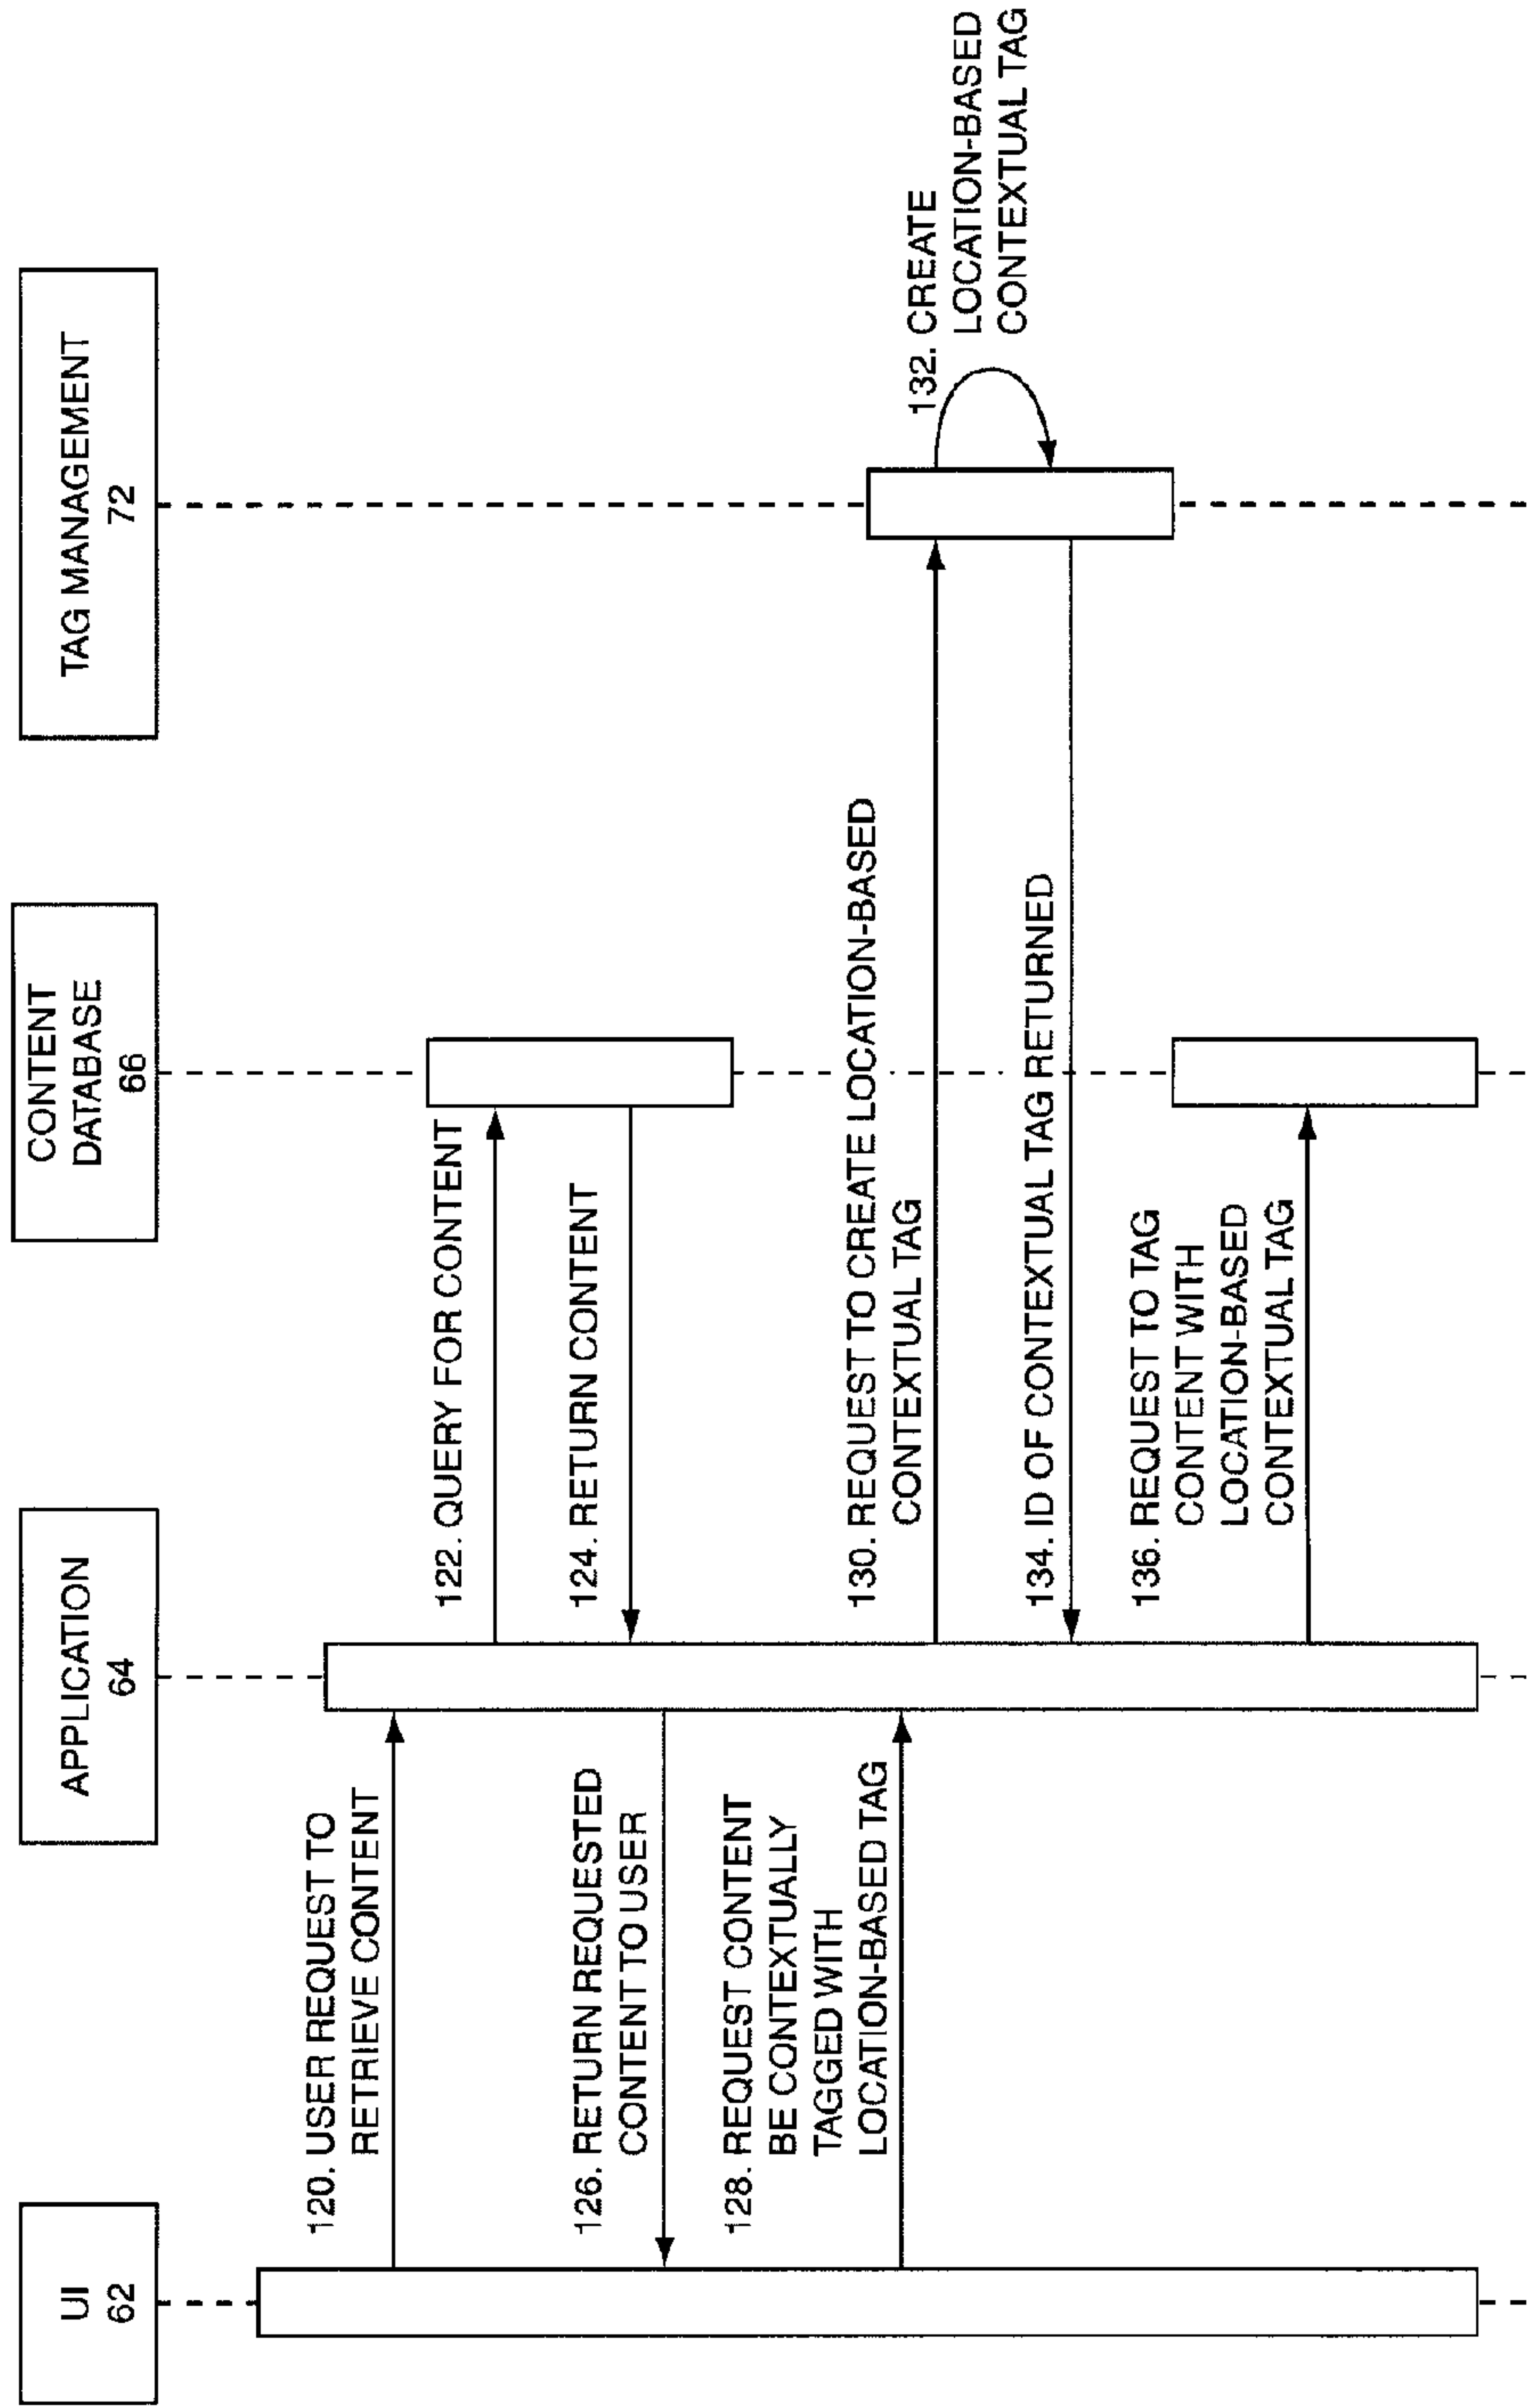 UI
62
APPLICATION
64
CONTENT
DATABASE
66
TAG MANAGEMENT
72
120. USER REQUEST TO
RETRIEVE CONTENT
122. QUERY FOR CONTENT
124. RETURN CONTENT
126. RETURN REQUESTED
CONTENT TO USER
128. REQUEST CONTENT
BE CONTEXTUALLY
TAGGED WITH
LOCATION-BASED TAG
130. REQUEST TO CREATE LOCATION-BASED
CONTEXTUAL TAG
132. CREATE
LOCATION-BASED
CONTEXTUAL TAG
134. ID OF CONTEXTUAL TAG RETURNED
136. REQUEST TO TAG
CONTENT WITH
LOCATION-BASED
CONTEXTUAL TAG